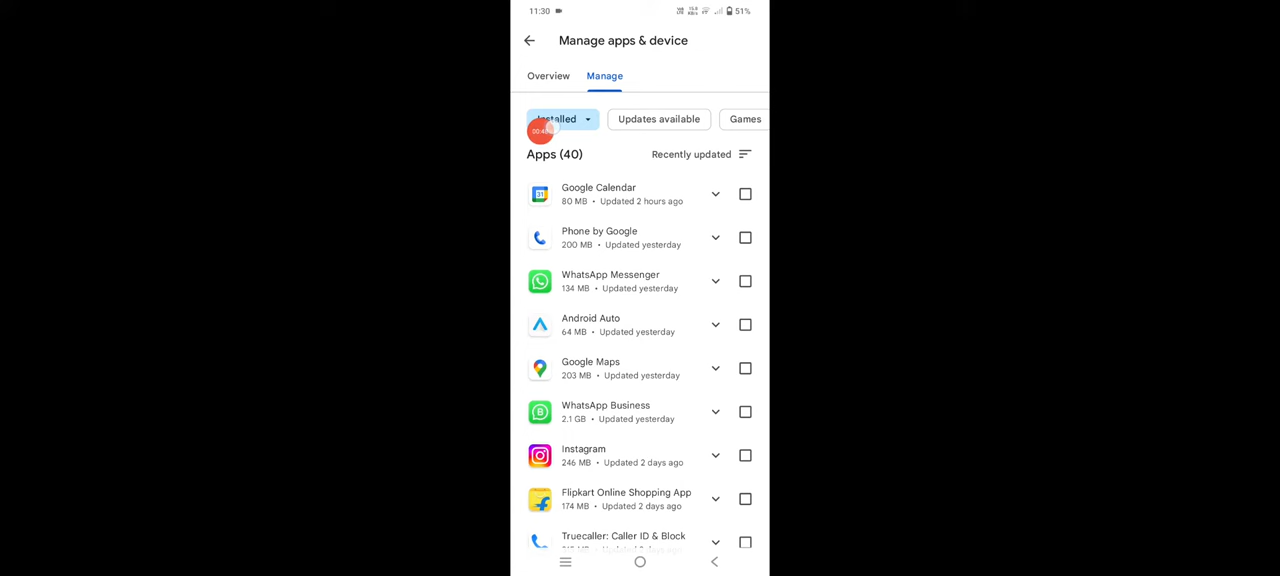 11:30 51%
Manage apps & device
Overview Manage
Installed Updates available Games
00:46
Apps (40) Recently updated
Google Calendar
80 MB • Updated 2 hours ago
Phone by Google
200 MB • Updated yesterday
WhatsApp Messenger
134 MB • Updated yesterday
Android Auto
64 MB • Updated yesterday
Google Maps
203 MB • Updated yesterday
WhatsApp Business
2.1 GB • Updated yesterday
Instagram
246 MB • Updated 2 days ago
Flipkart Online Shopping App
174 MB • Updated 2 days ago
Truecaller: Caller ID & Block